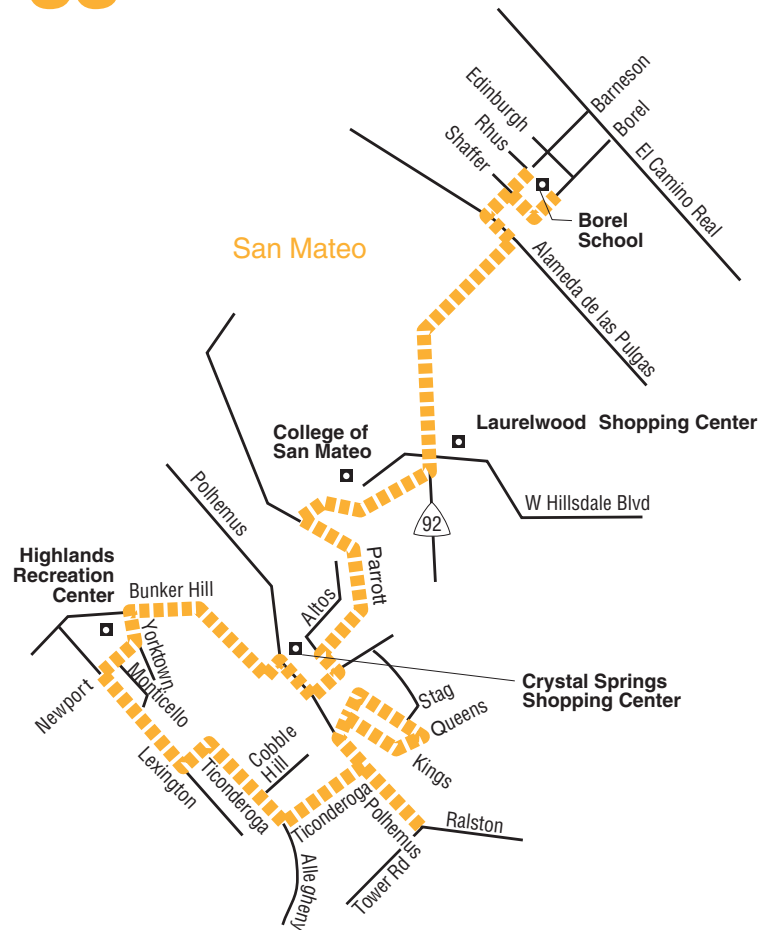 Edinburgh
Barneson
Rhus
Borel
Shaffer
El Camino Real
Borel
School
San Mateo
Alameda de las Pulgas
Laurelwood Shopping Center
College of
San Mateo
Polhemus
W Hillsdale Blvd
92
Highlands
Recreation
Center
Bunker Hill
Parrott
Altos
Yorktown
Monticello
Newport
Crystal Springs
Shopping Center
Stag
Queens
Kings
Cobble
Hill
Lexington
Ticonderoga
Ticonderoga
Polhemus
Ralston
Tower Rd
Allegheny